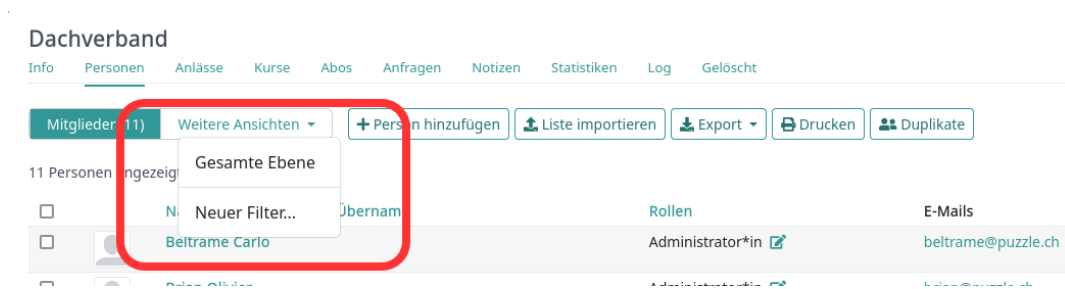 Dachverband
Info Personen Anlässe Kurse Abos Anfragen Notizen Statistiken Log Gelöscht
Mitglieder (11) Weitere Ansichten + Person hinzufügen Liste importieren Export Drucken Duplikate
Gesamte Ebene
11 Personen
Neuer Filter...
Rollen E-Mails
Beltrame Carlo Administrator*in beltrame@puzzle.ch